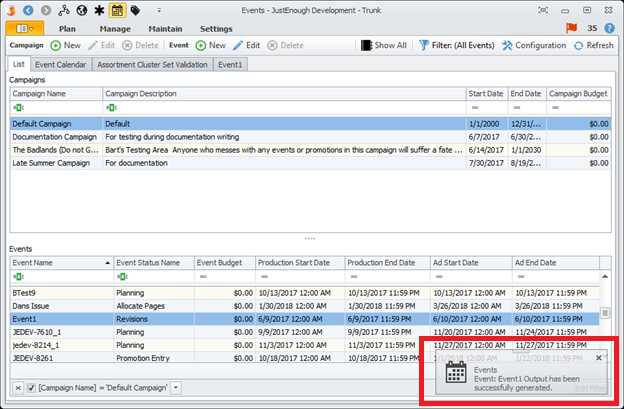 Events - JustEnough Development - Trunk
Plan Manage Maintain Settings 35
Campaign New Edit Delete Event New Edit Delete Show All Filter: (All Events) Configuration Refresh
List Event Calendar Assortment Cluster Set Validation Event1
Campaigns
Campaign Name Campaign Description Start Date End Date Campaign Budget
Default Campaign Default 1/1/2000 12/31/... $0.00
Documentation Campaign For testing during documentation writing 6/7/2017 6/30/2... $0.00
The Badlands (Do not G... Bart's Testing Area Anyone who messes with any events or promotions in this campaign will suffer a fate ... 6/14/2017 1/1/2030 $0.00
Late Summer Campaign For documentation 7/30/2017 8/19/2... $0.00
Events
Event Name Event Status Name Event Budget Production Start Date Production End Date Ad Start Date Ad End Date
BTest9 Planning $0.00 10/13/2017 12:00 AM 10/13/2017 11:59 PM 10/13/2017 12:00 AM 10/13/2017 11:59 PM
Dans Issue Allocate Pages $0.00 1/30/2018 12:00 AM 1/30/2018 11:59 PM 3/26/2018 12:00 AM 3/26/2018 11:59 PM
Event1 Revisions $0.00 6/9/2017 12:00 AM 6/9/2017 11:59 PM 6/10/2017 12:00 AM 6/10/2017 11:59 PM
JEDEV-7610_1 Planning $0.00 9/9/2017 12:00 AM 9/9/2017 11:59 PM 11/20/2017 12:00 AM 11/24/2017 11:59 PM
jedev-8214_1 Planning $0.00 11/3/2017 12:00 AM 11/3/2017 11:59 PM 11/27/2017 12:00 AM 11/27/2017 11:59 PM
JEDEV-8261 Promotion Entry $0.00 10/18/2017 12:00 AM 10/18/2017 11:59 PM 1/1/2018 12:00 AM 1/22/2018 11:59 PM
Events
Event: Event1 Output has been
successfully generated.
[Campaign Name] = 'Default Campaign' Edit Filter